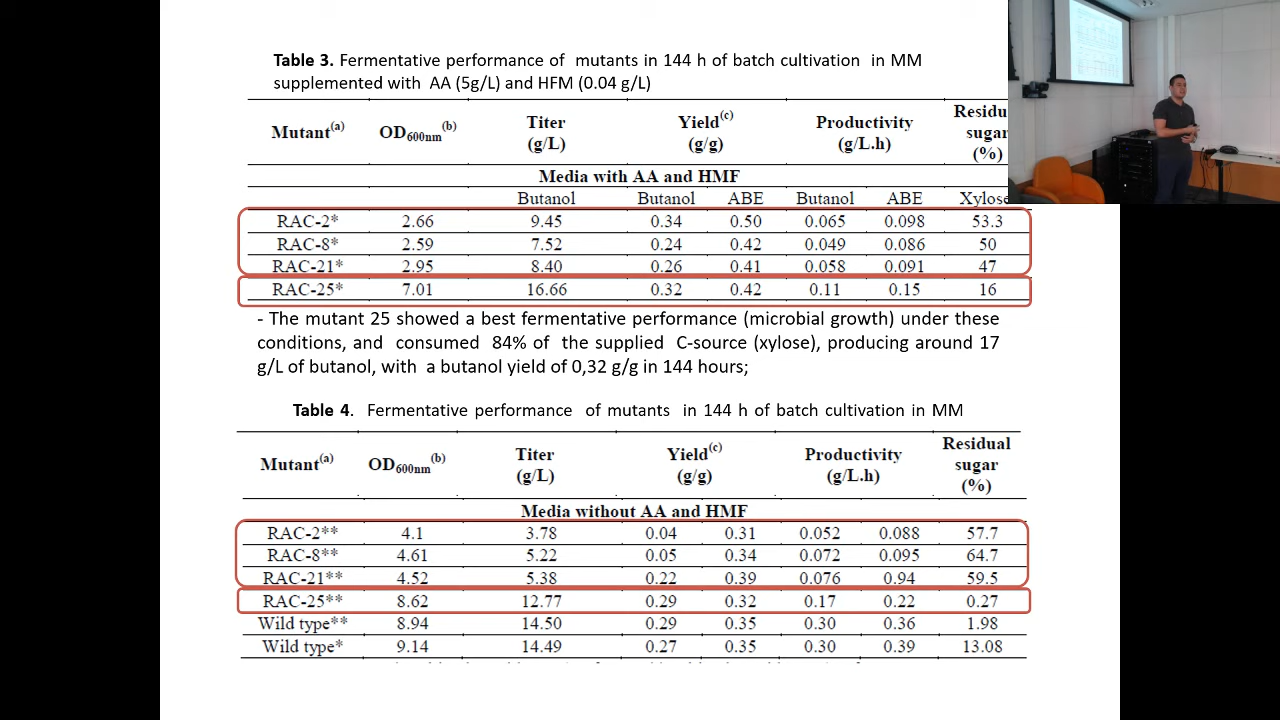 Table 3. Fermentative performance of mutants in 144 h of batch cultivation in MM
supplemented with AA (5g/L) and HFM (0.04 g/L)
Mutant(a) OD600nm(b) Titer (g/L) Yield(c) (g/g) Productivity (g/L.h) Residu sugar (%)
Media with AA and HMF
Butanol Butanol ABE Butanol ABE Xylose
RAC-2* 2.66 9.45 0.34 0.50 0.065 0.098 53.3
RAC-8* 2.59 7.52 0.24 0.42 0.049 0.086 50
RAC-21* 2.95 8.40 0.26 0.41 0.058 0.091 47
RAC-25* 7.01 16.66 0.32 0.42 0.11 0.15 16
- The mutant 25 showed a best fermentative performance (microbial growth) under these
conditions, and consumed 84% of the supplied C-source (xylose), producing around 17
g/L of butanol, with a butanol yield of 0,32 g/g in 144 hours;
Table 4. Fermentative performance of mutants in 144 h of batch cultivation in MM
Mutant(a) OD600nm(b) Titer (g/L) Yield(c) (g/g) Productivity (g/L.h) Residual sugar (%)
Media without AA and HMF
RAC-2** 4.1 3.78 0.04 0.31 0.052 0.088 57.7
RAC-8** 4.61 5.22 0.05 0.34 0.072 0.095 64.7
RAC-21** 4.52 5.38 0.22 0.39 0.076 0.94 59.5
RAC-25** 8.62 12.77 0.29 0.32 0.17 0.22 0.27
Wild type** 8.94 14.50 0.29 0.35 0.30 0.36 1.98
Wild type* 9.14 14.49 0.27 0.35 0.30 0.39 13.08